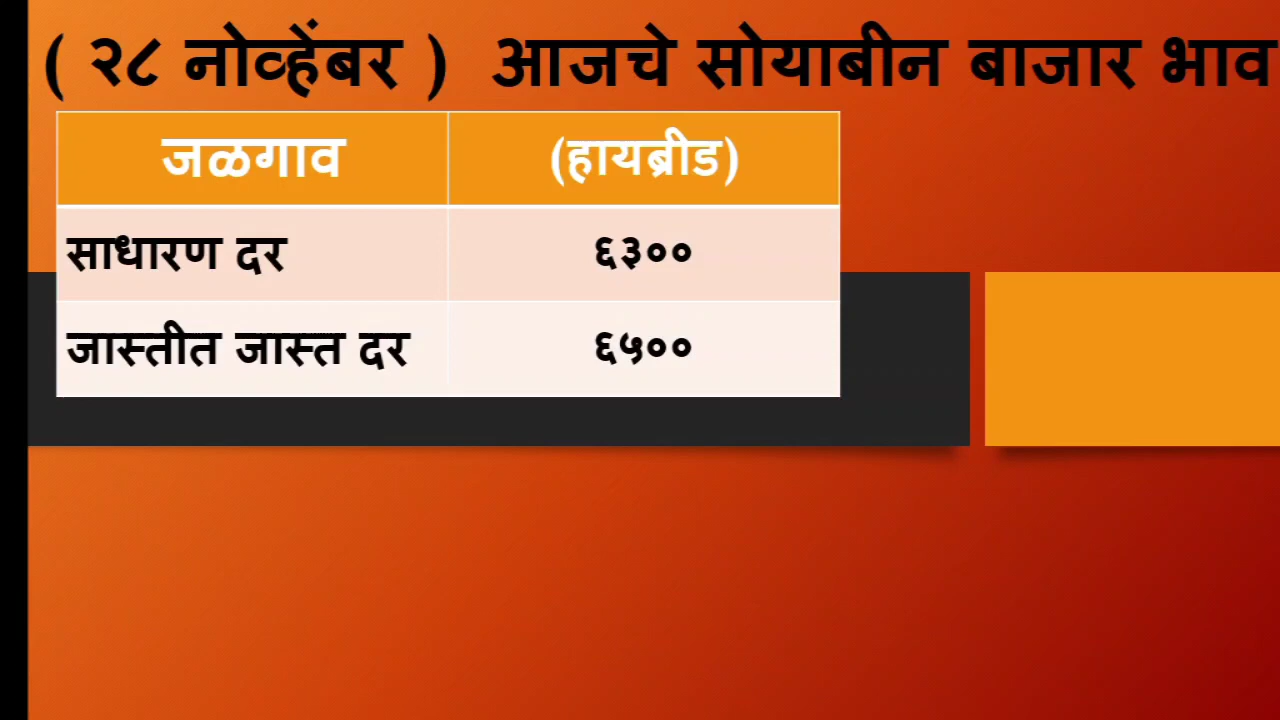 ( २८ नोव्हेंबर ) आजचे सोयाबीन बाजार भाव
जळगाव (हायब्रीड)
साधारण दर ६३००
जास्तीत जास्त दर ६५००